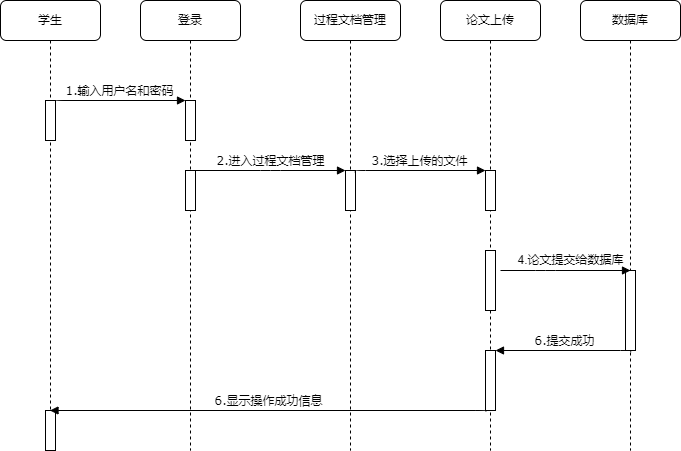 学生
登录
过程文档管理
论文上传
数据库
1.输入用户名和密码
2.进入过程文档管理
3.选择上传的文件
4.论文提交给数据库
6.提交成功
6.显示操作成功信息